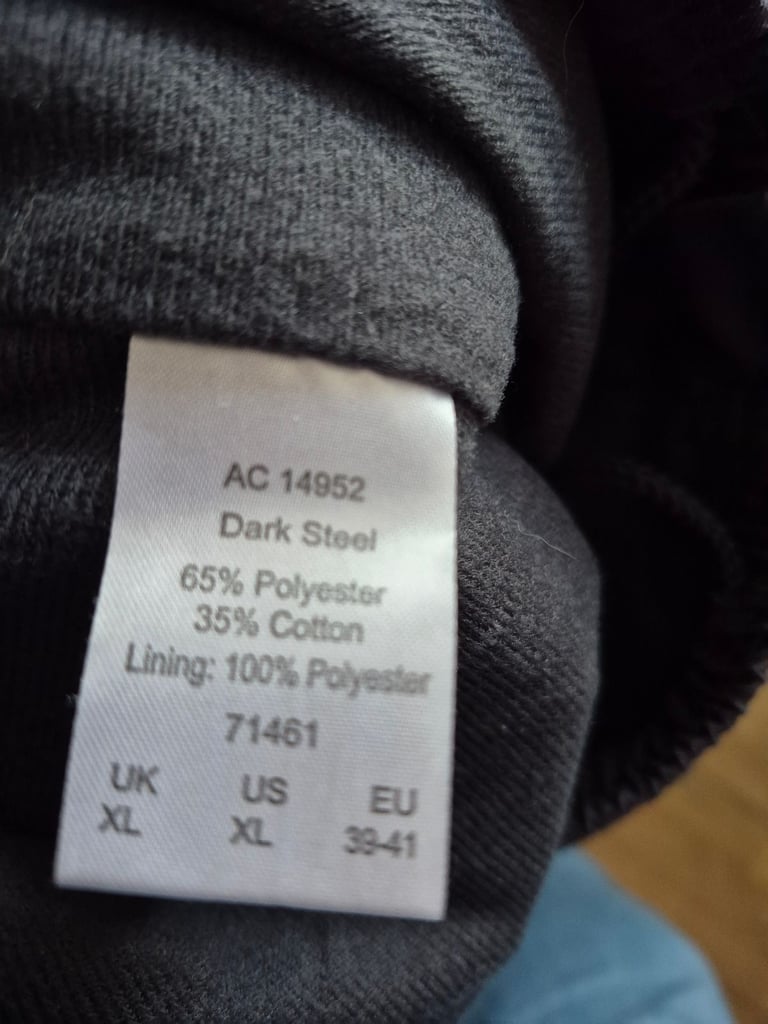 AC 14952
Dark Steel
65% Polyester
35% Cotton
Lining: 100% Polyester
71461
UK US EU
XL XL 39-41